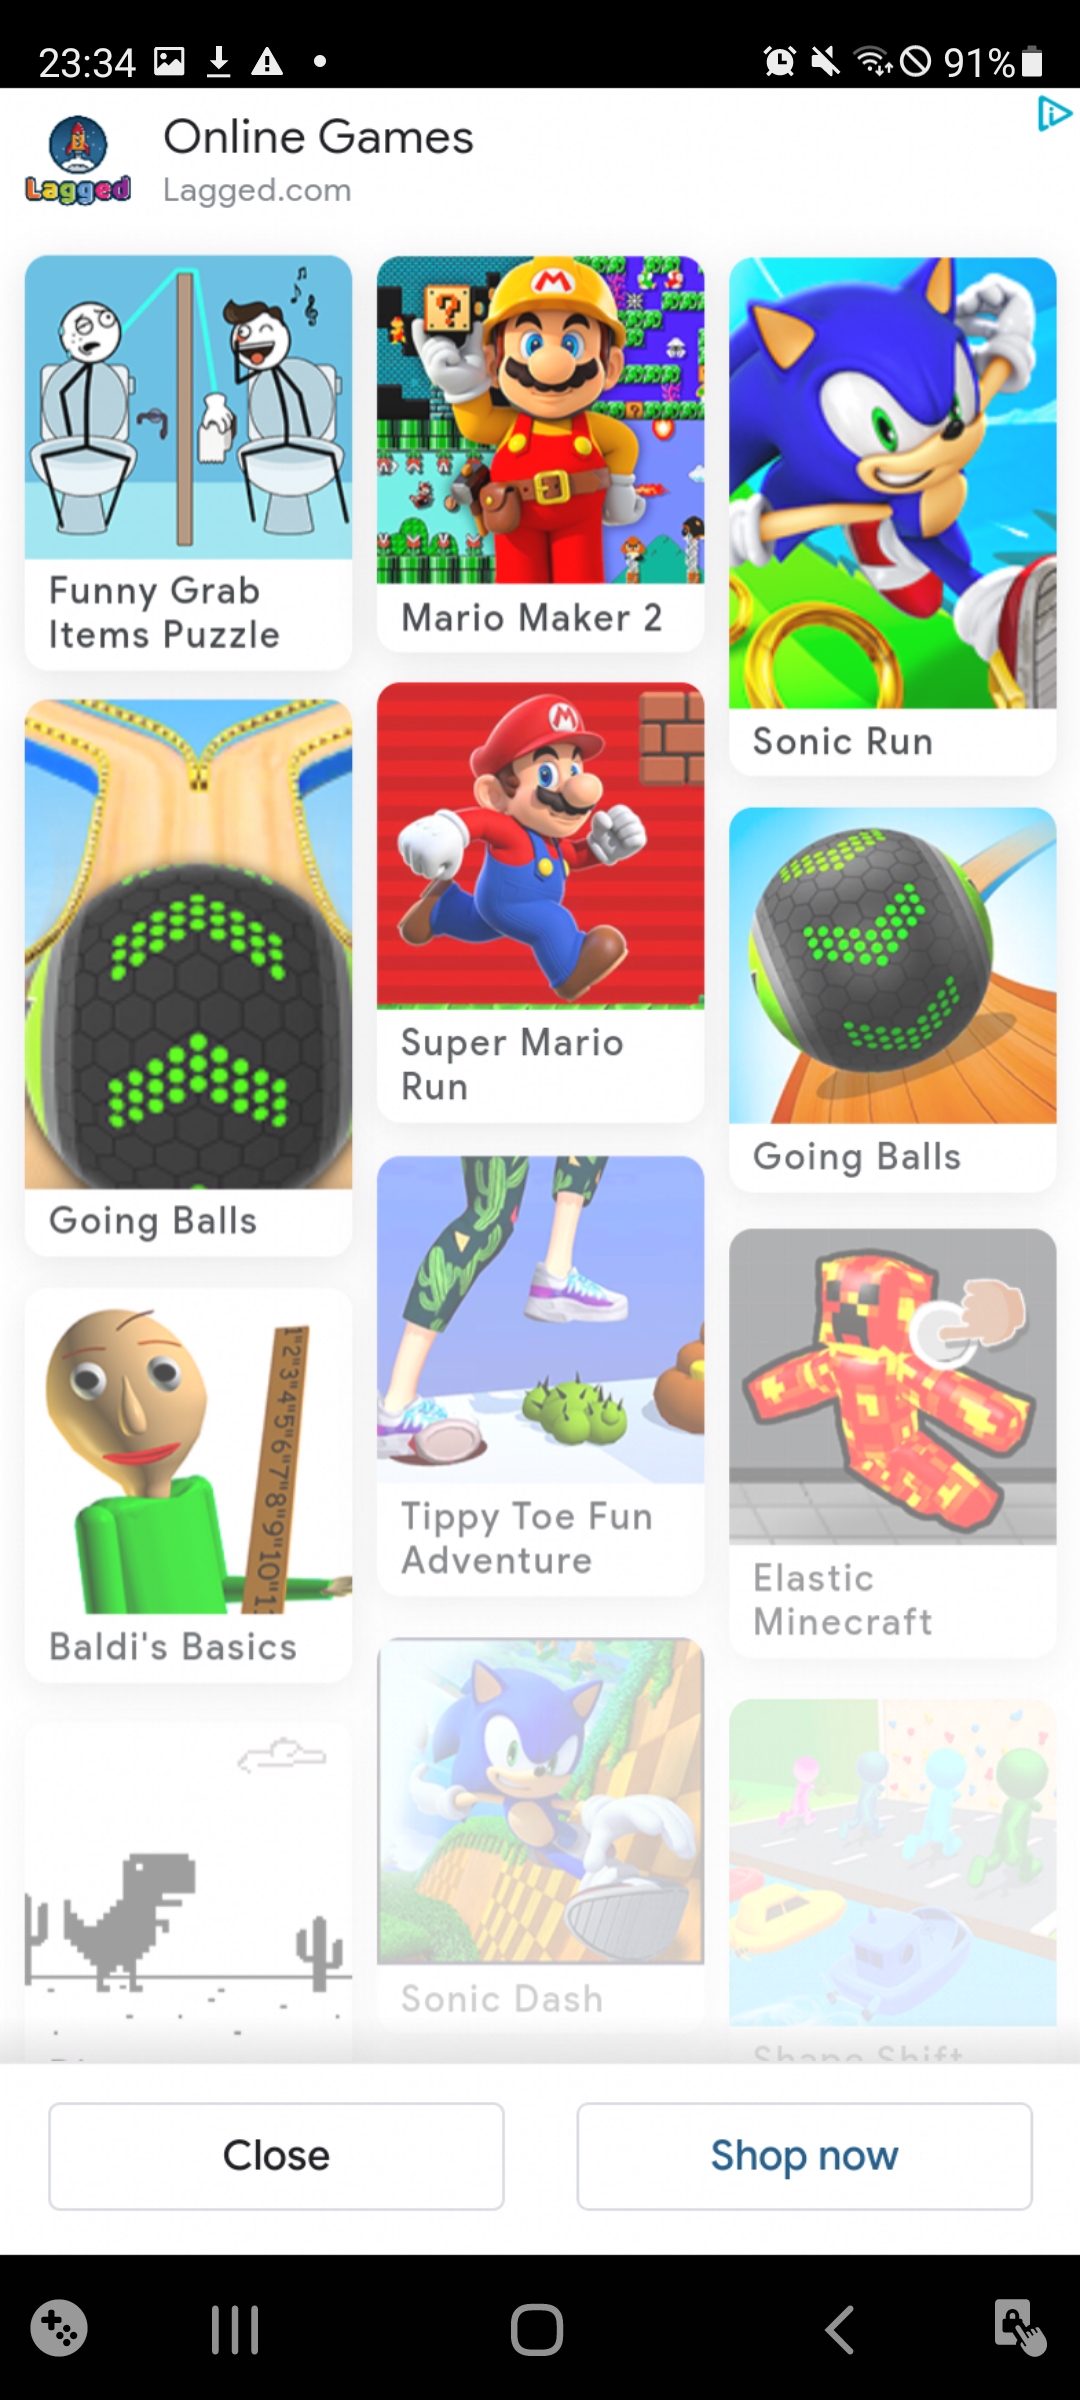 23:34
91%
Lagged
Online Games
Lagged.com
Funny Grab
Items Puzzle
Mario Maker 2
Sonic Run
Going Balls
Super Mario
Run
Going Balls
Baldi's Basics
Tippy Toe Fun
Adventure
Elastic
Minecraft
Sonic Dash
Shape Shift
Close
Shop now